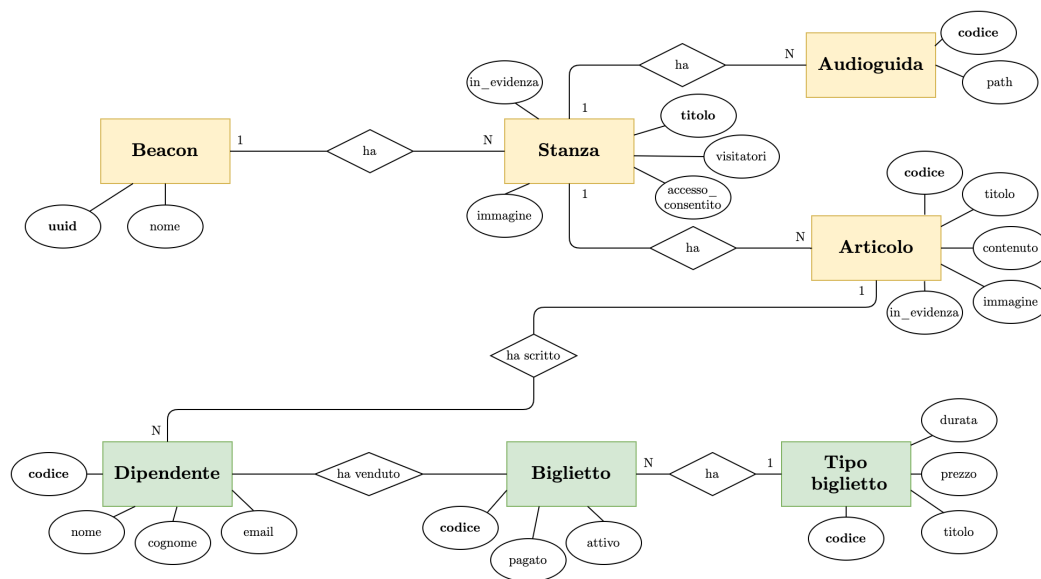 codice
Audioguida
N
ha
path
in_evidenza
1
titolo
Beacon
1
ha
N
Stanza
visitatori
accesso_
consentito
1
immagine
uuid
nome
codice
titolo
ha
N
Articolo
contenuto
immagine
1
in_evidenza
ha scritto
N
durata
codice
Dipendente
ha venduto
Biglietto
N
ha
1
Tipo
biglietto
prezzo
nome
cognome
email
codice
pagato
attivo
codice
titolo